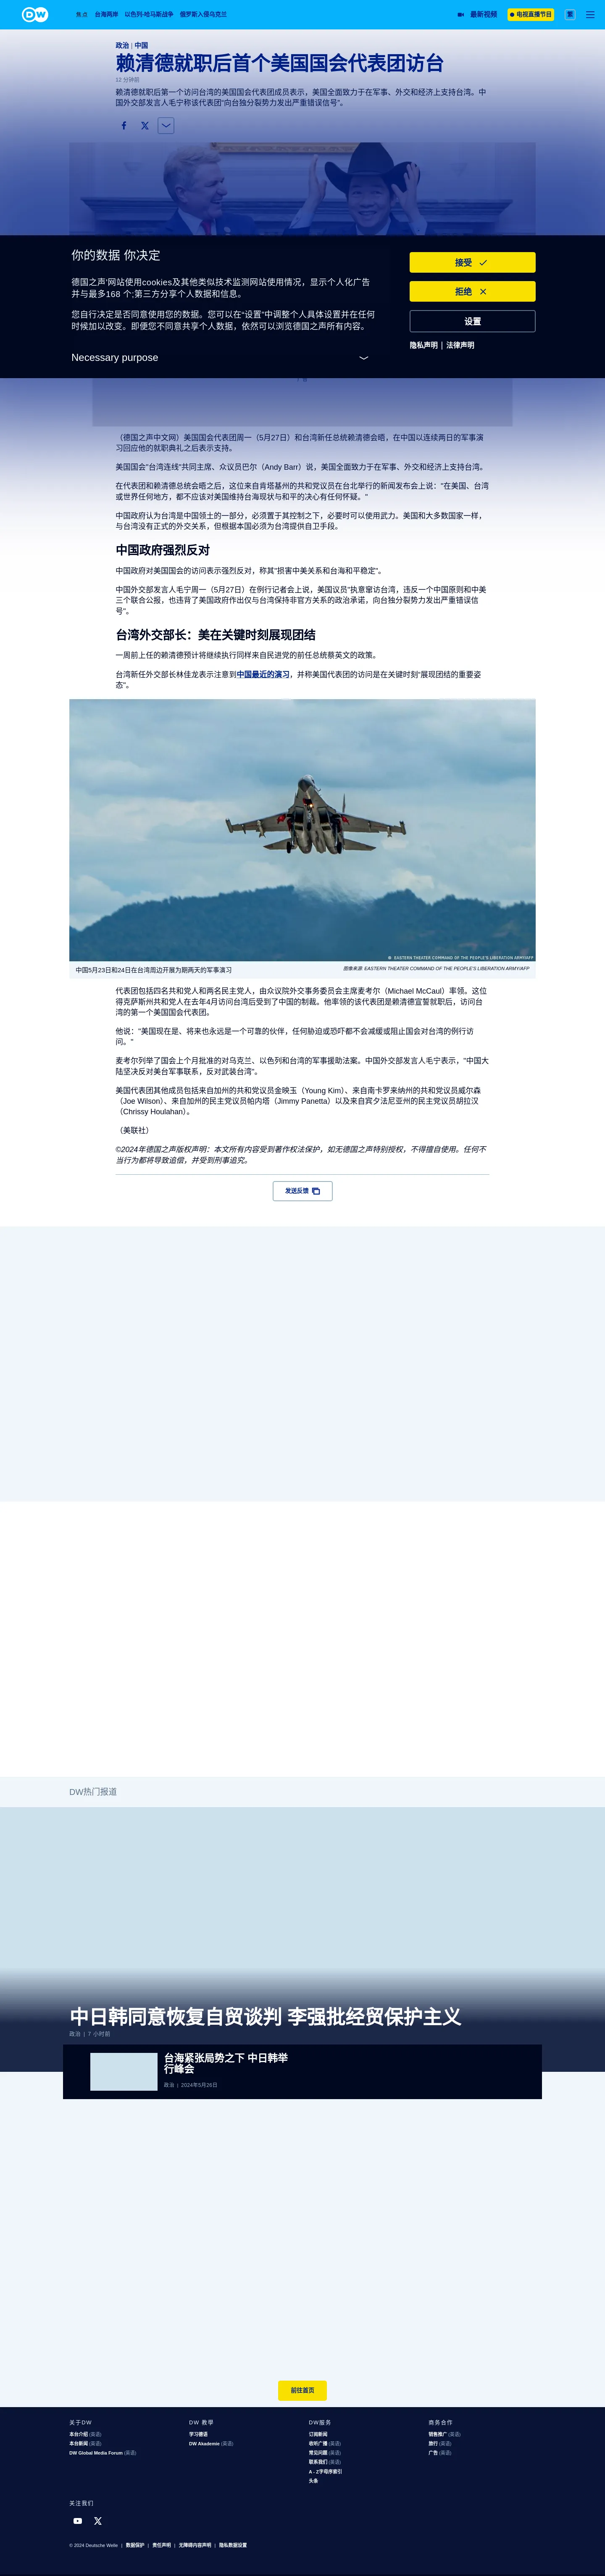 DW
焦点 台海两岸 以色列-哈马斯战争 俄罗斯入侵乌克兰
最新视频
电视直播节目
繁
政治 | 中国
赖清德就职后首个美国国会代表团访台
12 分钟前
赖清德就职后第一个访问台湾的美国国会代表团成员表示，美国全面致力于在军事、外交和经济上支持台湾。中
国外交部发言人毛宁称该代表团"向台独分裂势力发出严重错误信号"。
你的数据 你决定
德国之声'网站使用cookies及其他类似技术监测网站使用情况，显示个人化广告
并与最多168 个;第三方分享个人数据和信息。
您自行决定是否同意使用您的数据。您可以在"设置"中调整个人具体设置并在任何
时候加以改变。即便您不同意共享个人数据，依然可以浏览德国之声所有内容。
Necessary purpose
接受
拒绝
设置
隐私声明 | 法律声明
（德国之声中文网）美国国会代表团周一（5月27日）和台湾新任总统赖清德会晤，在中国以连续两日的军事演
习回应他的就职典礼之后表示支持。
美国国会"台湾连线"共同主席、众议员巴尔（Andy Barr）说，美国全面致力于在军事、外交和经济上支持台湾。
在代表团和赖清德总统会晤之后，这位来自肯塔基州的共和党议员在台北举行的新闻发布会上说："在美国、台湾
或世界任何地方，都不应该对美国维持台海现状与和平的决心有任何怀疑。"
中国政府认为台湾是中国领土的一部分，必须置于其控制之下，必要时可以使用武力。美国和大多数国家一样，
与台湾没有正式的外交关系，但根据本国必须为台湾提供自卫手段。
中国政府强烈反对
中国政府对美国国会的访问表示强烈反对，称其"损害中美关系和台海和平稳定"。
中国外交部发言人毛宁周一（5月27日）在例行记者会上说，美国议员"执意窜访台湾，违反一个中国原则和中美
三个联合公报，也违背了美国政府作出仅与台湾保持非官方关系的政治承诺，向台独分裂势力发出严重错误信
号"。
台湾外交部长：美在关键时刻展现团结
一周前上任的赖清德预计将继续执行同样来自民进党的前任总统蔡英文的政策。
台湾新任外交部长林佳龙表示注意到中国最近的演习，并称美国代表团的访问是在关键时刻"展现团结的重要姿
态"。
© EASTERN THEATER COMMAND OF THE PEOPLE'S LIBERATION ARMY/AFP
中国5月23日和24日在台湾周边开展为期两天的军事演习
图像来源: EASTERN THEATER COMMAND OF THE PEOPLE'S LIBERATION ARMY/AFP
代表团包括四名共和党人和两名民主党人，由众议院外交事务委员会主席麦考尔（Michael McCaul）率领。这位
得克萨斯州共和党人在去年4月访问台湾后受到了中国的制裁。他率领的该代表团是赖清德宣誓就职后，访问台
湾的第一个美国国会代表团。
他说："美国现在是、将来也永远是一个可靠的伙伴，任何胁迫或恐吓都不会减缓或阻止国会对台湾的例行访
问。"
麦考尔列举了国会上个月批准的对乌克兰、以色列和台湾的军事援助法案。中国外交部发言人毛宁表示，"中国大
陆坚决反对美台军事联系，反对武装台湾"。
美国代表团其他成员包括来自加州的共和党议员金映玉（Young Kim）、来自南卡罗来纳州的共和党议员威尔森
（Joe Wilson）、来自加州的民主党议员帕内塔（Jimmy Panetta）以及来自宾夕法尼亚州的民主党议员胡拉汉
（Chrissy Houlahan）。
（美联社）
©2024年德国之声版权声明：本文所有内容受到著作权法保护，如无德国之声特别授权，不得擅自使用。任何不
当行为都将导致追偿，并受到刑事追究。
发送反馈
DW热门报道
中日韩同意恢复自贸谈判 李强批经贸保护主义
政治 | 7 小时前
台海紧张局势之下 中日韩举
行峰会
政治 | 2024年5月26日
前往首页
关于DW
本台介绍 (英语)
本台新闻 (英语)
DW Global Media Forum (英语)
DW 教學
学习德语
DW Akademie (英语)
DW服务
订阅新闻
收听广播 (英语)
常见问题 (英语)
联系我们 (英语)
A - Z字母序索引
头条
商务合作
销售推广 (英语)
旅行 (英语)
广告 (英语)
关注我们
© 2024 Deutsche Welle | 数据保护 | 责任声明 | 无障碍内容声明 | 隐私数据设置